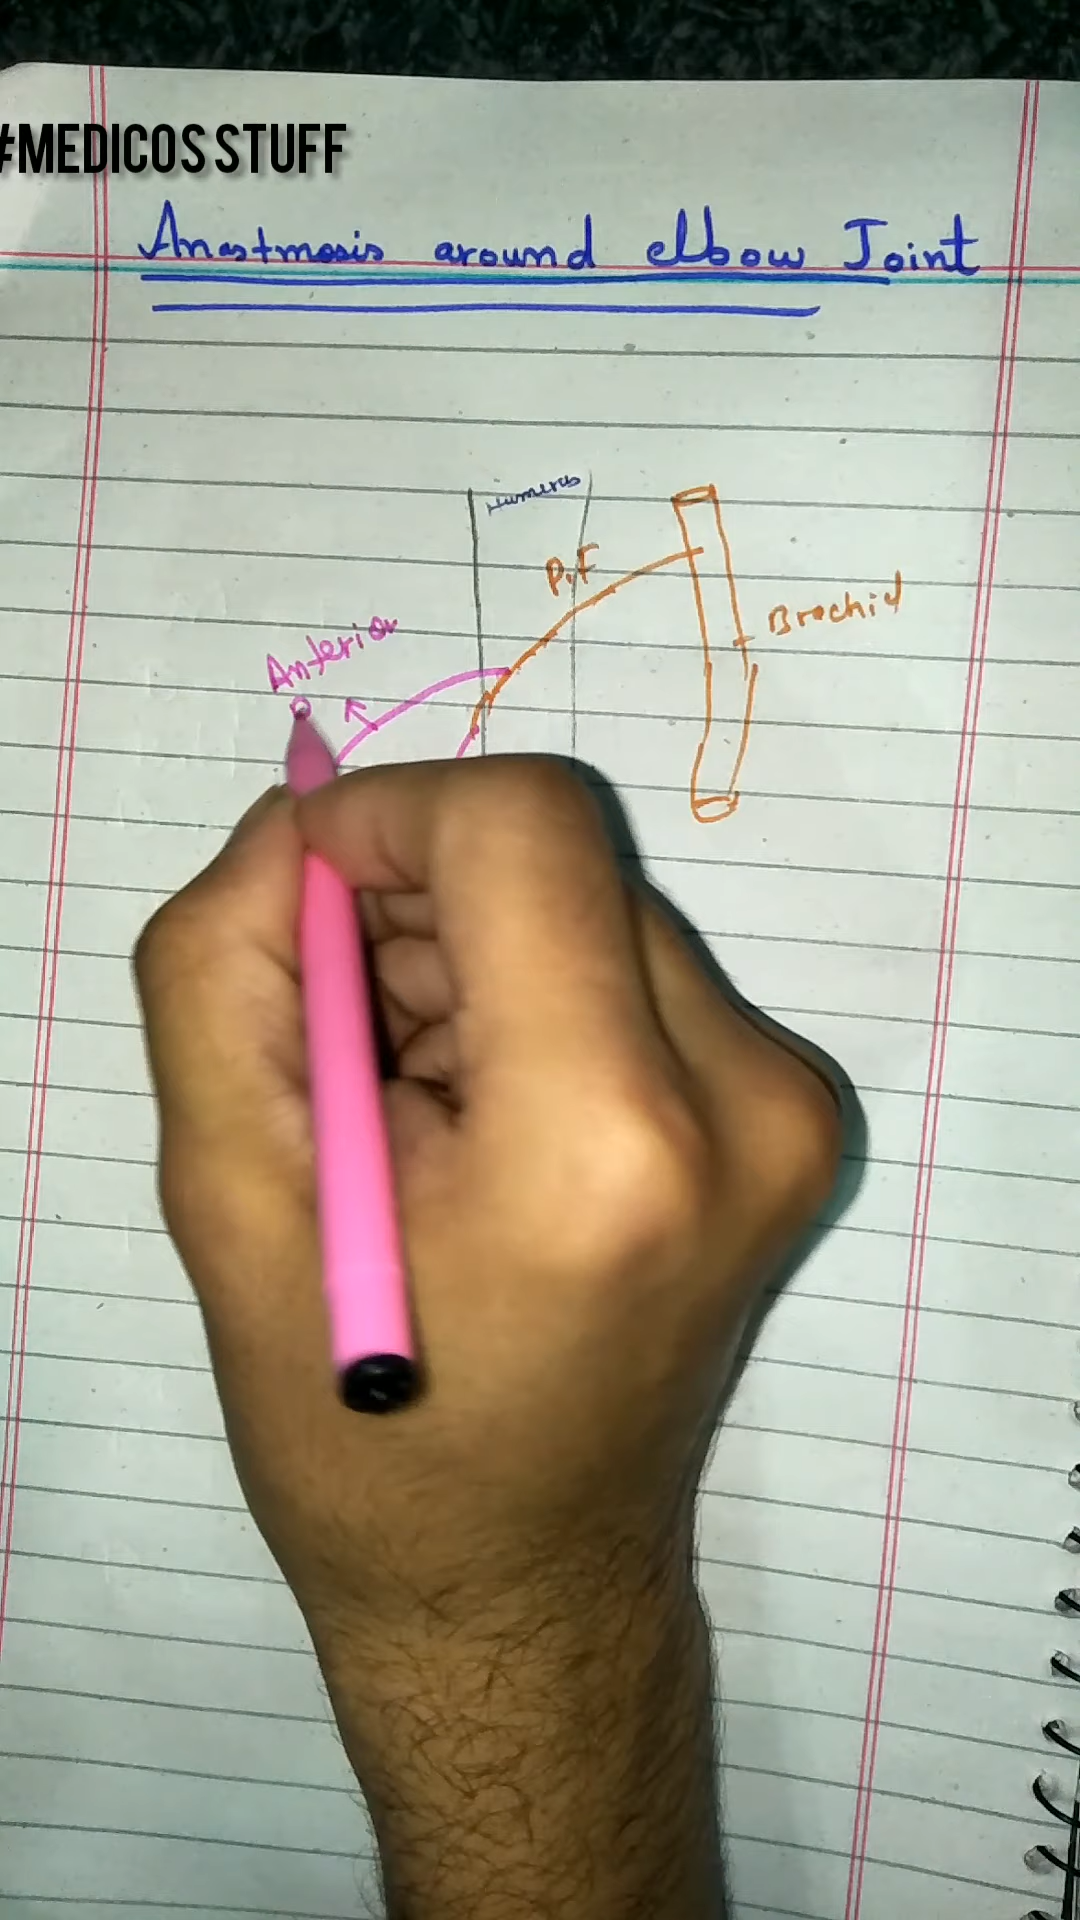 #MEDICOS STUFF
Anastmosis around elbow Joint
Humerus
P.F
Brachial
Anterior